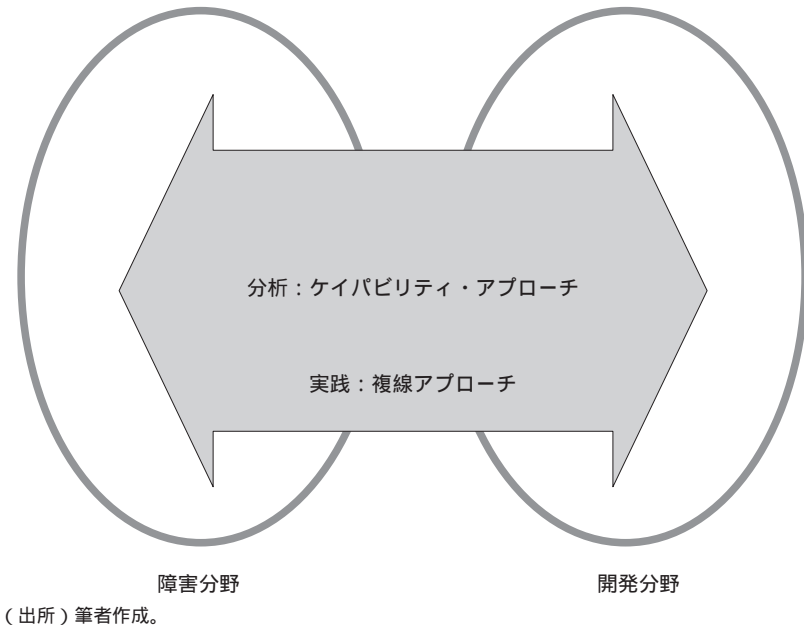 分析：ケイパビリティ・アプローチ
実践：複線アプローチ
障害分野
開発分野
（出所）筆者作成。